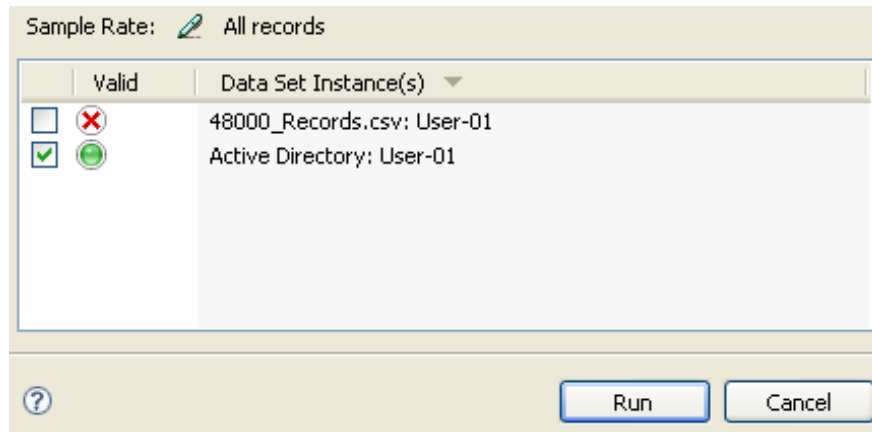 Sample Rate: All records
Valid Data Set Instance(s)
48000_Records.csv: User-01
Active Directory: User-01
? Run Cancel